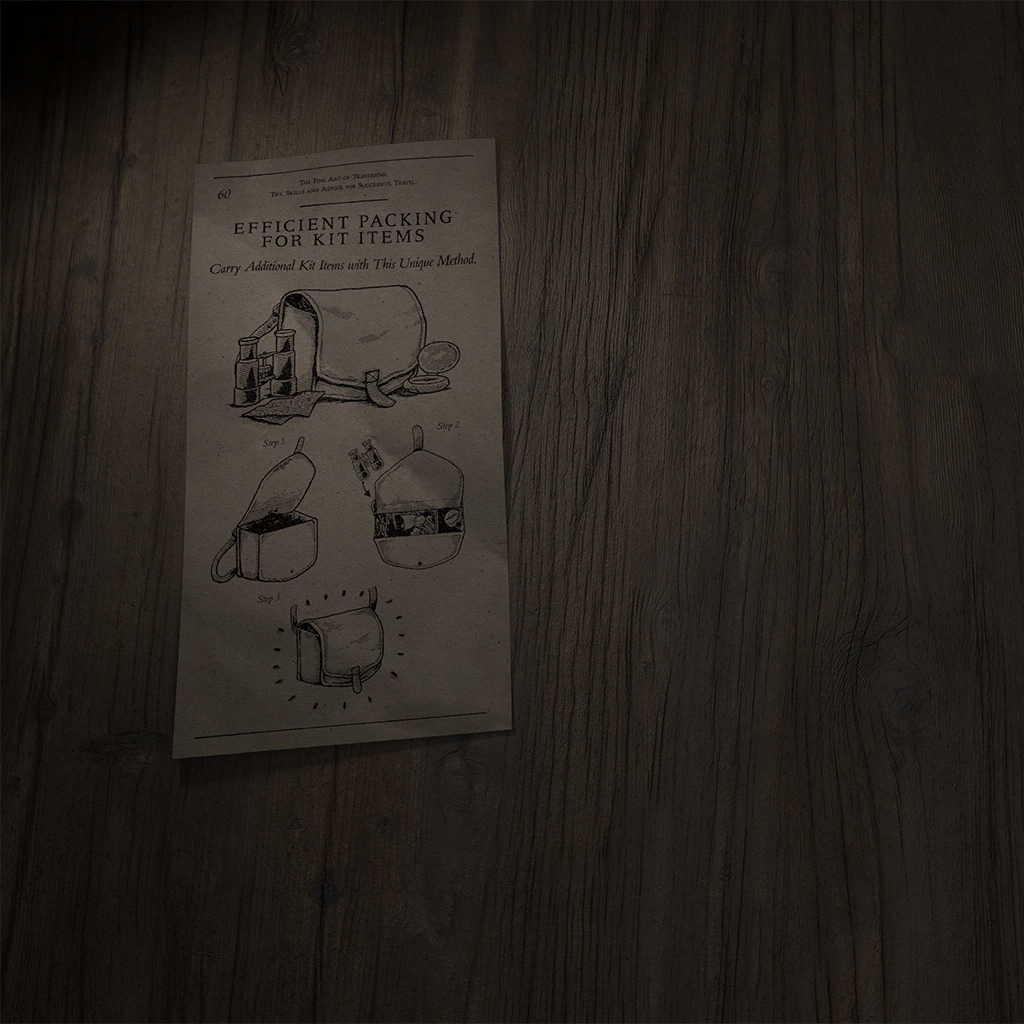 60
The Fine Art of Traversing.
Tips, Skills and Advice for Successful Travel.
EFFICIENT PACKING
FOR KIT ITEMS
Carry Additional Kit Items with This Unique Method.
Step 1.
Step 2.
Step 3.